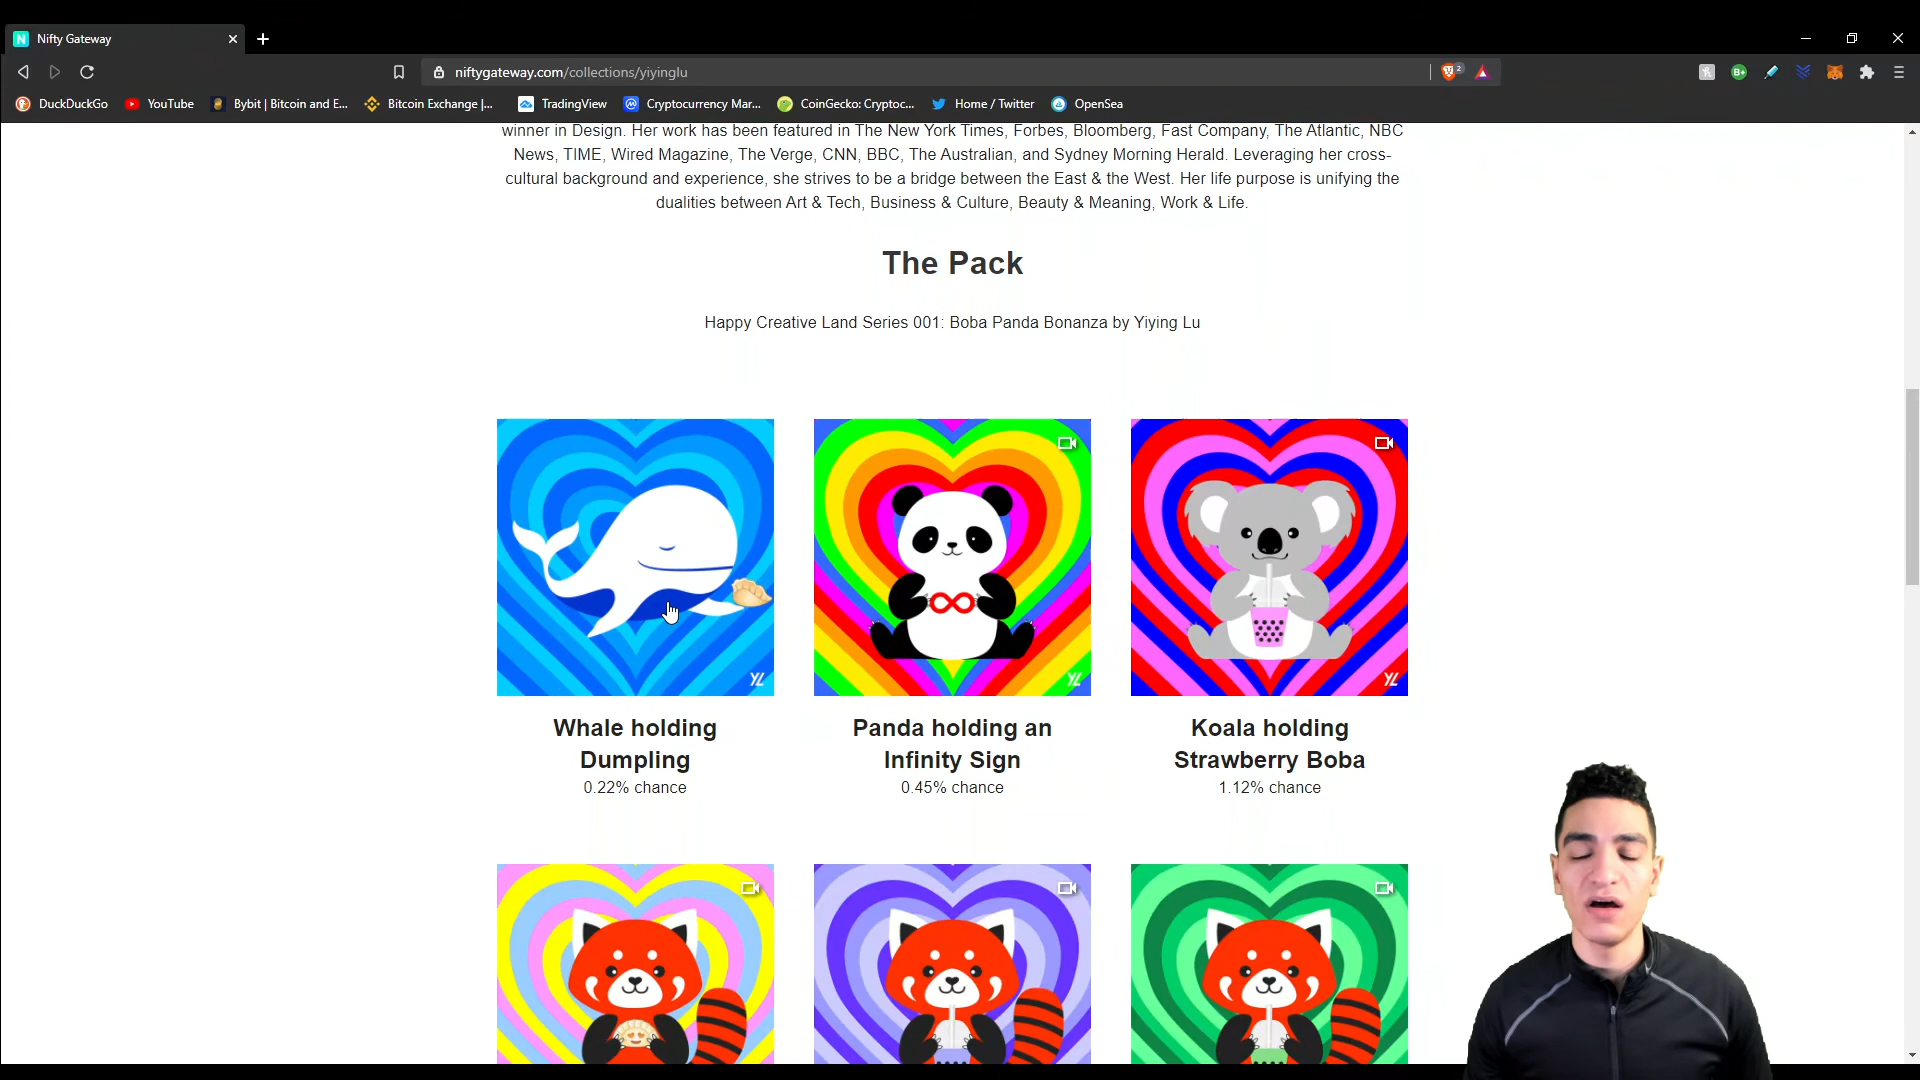 Nifty Gateway
niftygateway.com/collections/yiyinglu
2
B+
DuckDuckGo
YouTube
Bybit | Bitcoin and E...
Bitcoin Exchange |...
TradingView
Cryptocurrency Mar...
CoinGecko: Cryptoc...
Home / Twitter
OpenSea
winner in Design. Her work has been featured in The New York Times, Forbes, Bloomberg, Fast Company, The Atlantic, NBC
News, TIME, Wired Magazine, The Verge, CNN, BBC, The Australian, and Sydney Morning Herald. Leveraging her cross-
cultural background and experience, she strives to be a bridge between the East & the West. Her life purpose is unifying the
dualities between Art & Tech, Business & Culture, Beauty & Meaning, Work & Life.
The Pack
Happy Creative Land Series 001: Boba Panda Bonanza by Yiying Lu
YL
YL
YL
Whale holding
Dumpling
0.22% chance
Panda holding an
Infinity Sign
0.45% chance
Koala holding
Strawberry Boba
1.12% chance